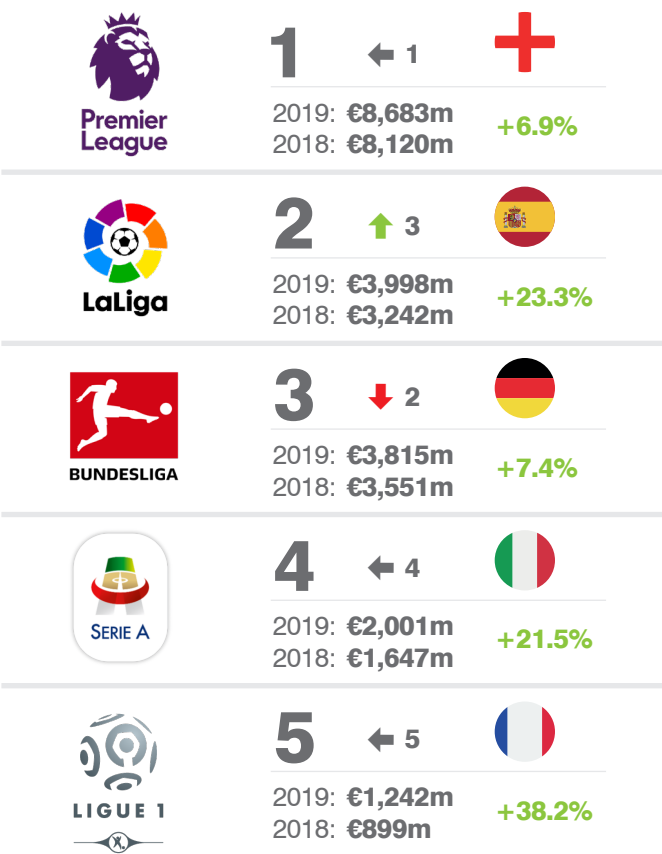 Premier
League
1
1
2019: €8,683m
2018: €8,120m
+6.9%
LaLiga
2
3
2019: €3,998m
2018: €3,242m
+23.3%
BUNDESLIGA
3
2
2019: €3,815m
2018: €3,551m
+7.4%
SERIE A
4
4
2019: €2,001m
2018: €1,647m
+21.5%
LIGUE 1
5
5
2019: €1,242m
2018: €899m
+38.2%